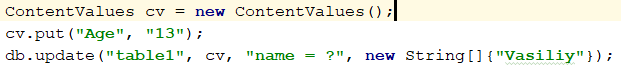 ContentValues cv = new ContentValues();
cv.put("Age", "13");
db.update("table1", cv, "name = ?", new String[]{"Vasiliy"});